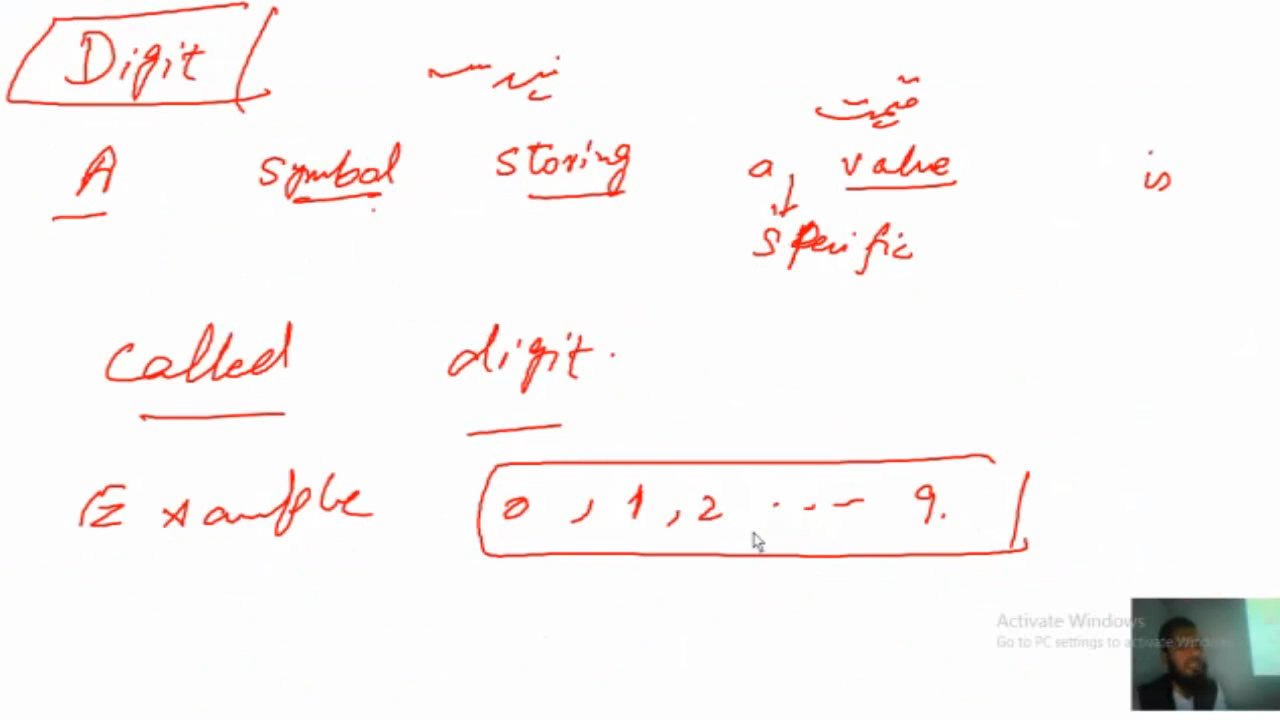 Digit
قیمت
A symbol storing a value is
specific
called digit.
Example 0 , 1 , 2 ... - 9.
Activate Windows
Go to PC settings to activate Windows